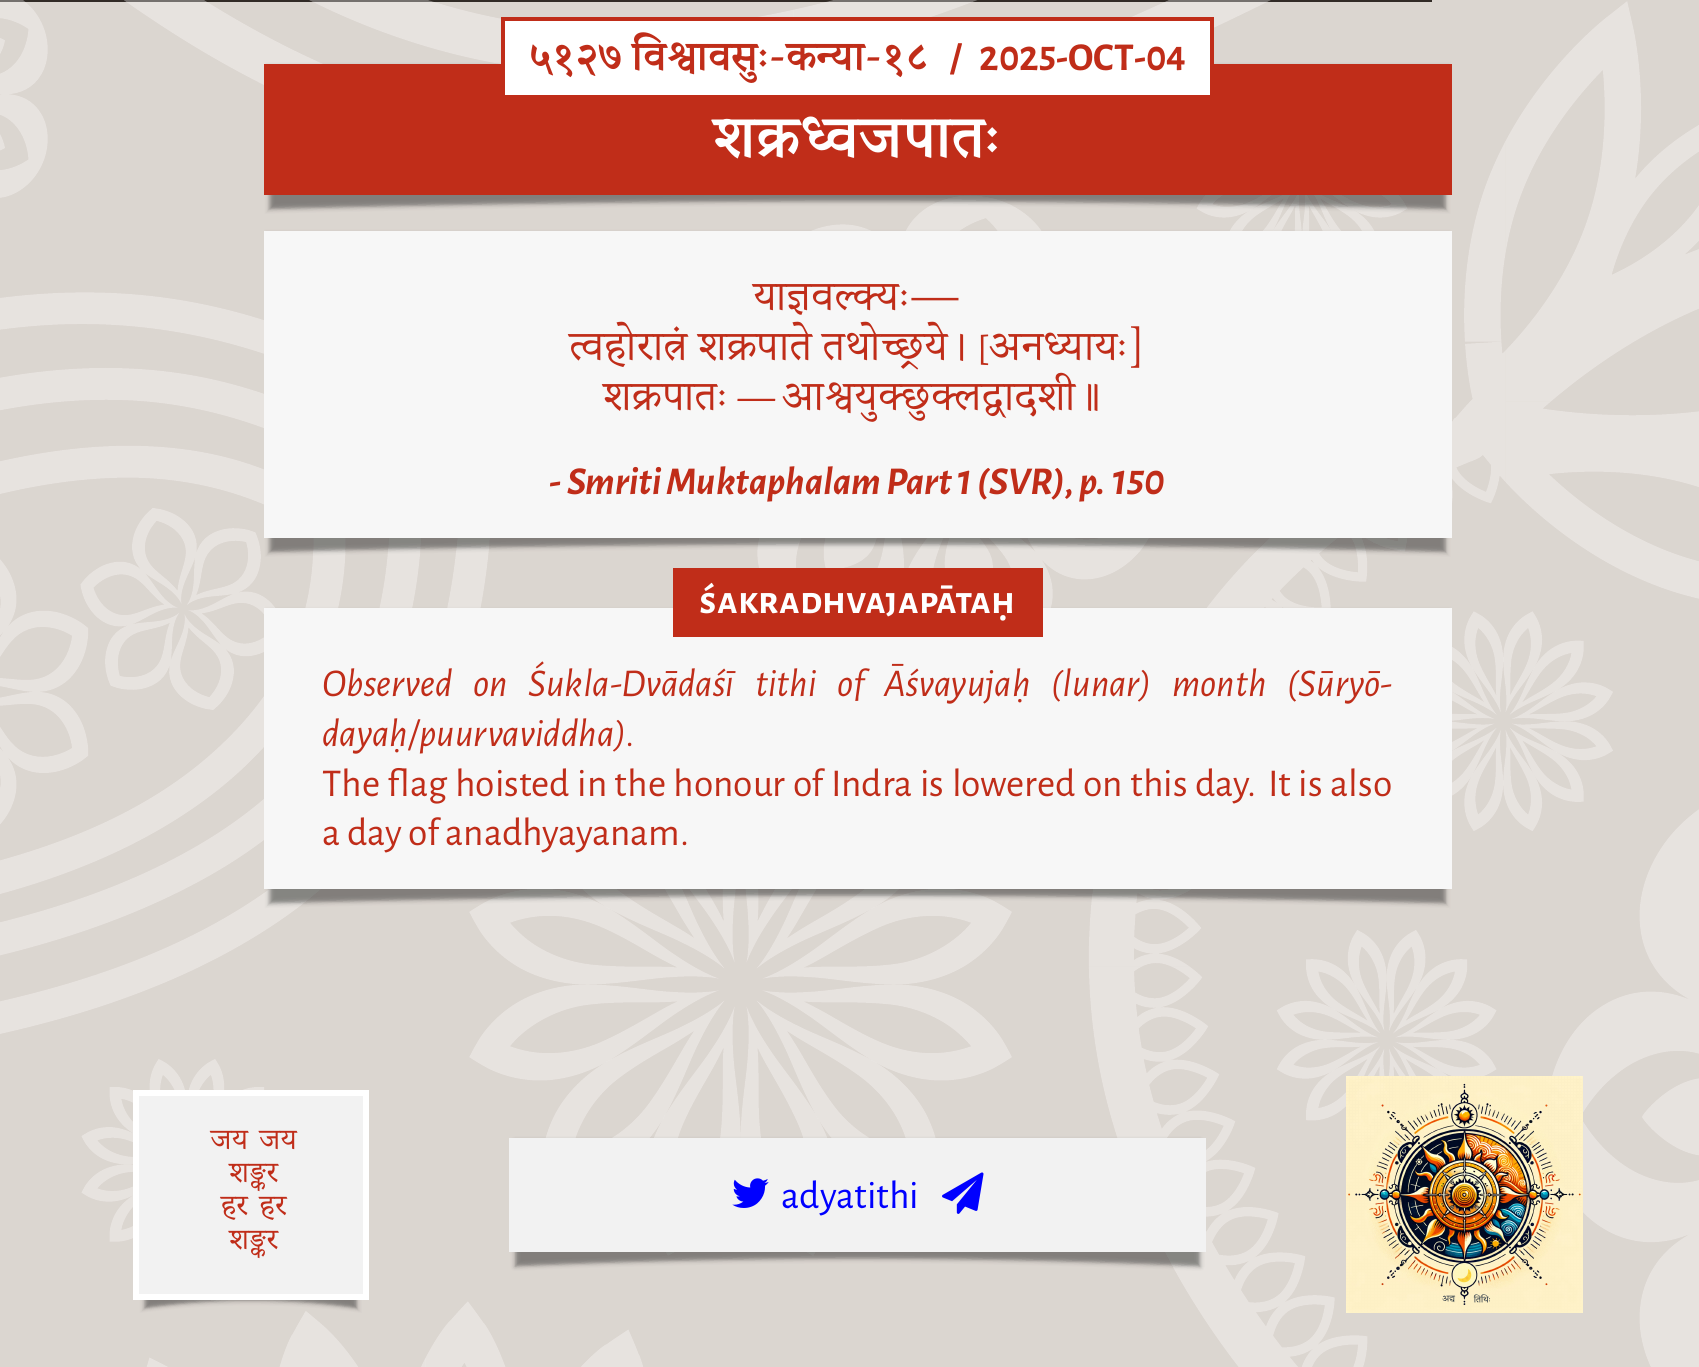 ५१२७ विश्वावसुः-कन्या-१८ / 2025-OCT-04
शक्रध्वजपातः
याज्ञवल्क्यः—
त्वहोरात्रं शक्रपाते तथोच्छ्रये। [अनध्यायः]
शक्रपातः — आश्वयुक्छुक्लद्वादशी॥
- Smriti Muktaphalam Part 1 (SVR), p. 150
ŚAKRADHVAJAPĀTAḤ
Observed on Śukla-Dvādaśī tithi of Āśvayujaḥ (lunar) month (Sūryō-
dayaḥ/puurvaviddha).
The flag hoisted in the honour of Indra is lowered on this day. It is also
a day of anadhyayanam.
जय जय
शङ्कर
हर हर
शङ्कर
adyatithi
अद्य तिथिः